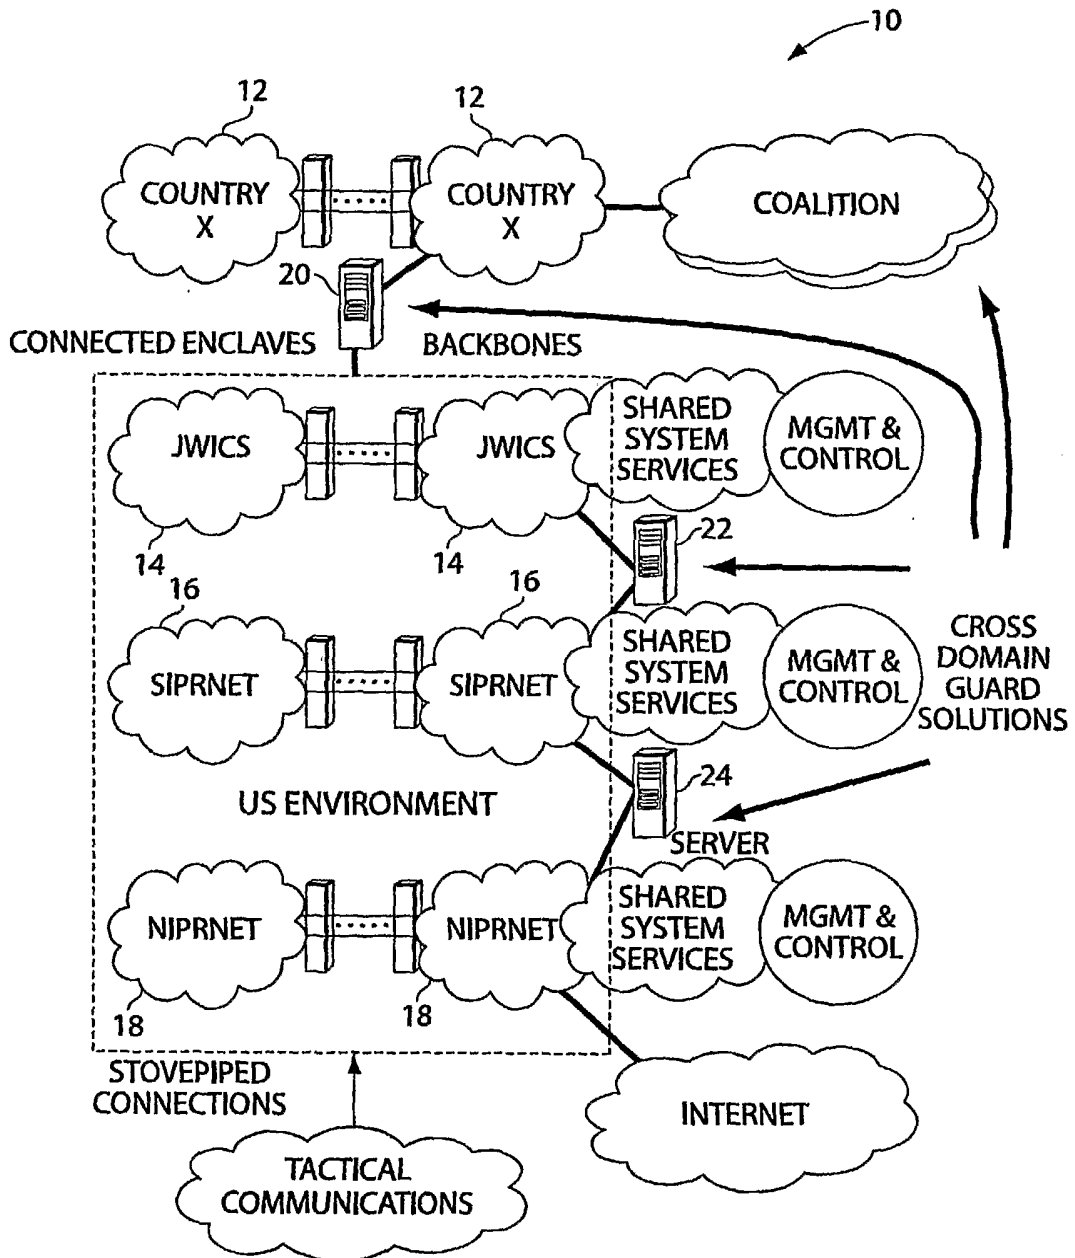 10
12
12
COUNTRY
X
COUNTRY
X
COALITION
20
CONNECTED ENCLAVES
BACKBONES
JWICS
JWICS
SHARED
SYSTEM
SERVICES
MGMT &
CONTROL
14
14
22
16
16
SIPRNET
SIPRNET
SHARED
SYSTEM
SERVICES
MGMT &
CONTROL
CROSS
DOMAIN
GUARD
SOLUTIONS
24
US ENVIRONMENT
SERVER
NIPRNET
NIPRNET
SHARED
SYSTEM
SERVICES
MGMT &
CONTROL
18
18
STOVEPIPED
CONNECTIONS
INTERNET
TACTICAL
COMMUNICATIONS